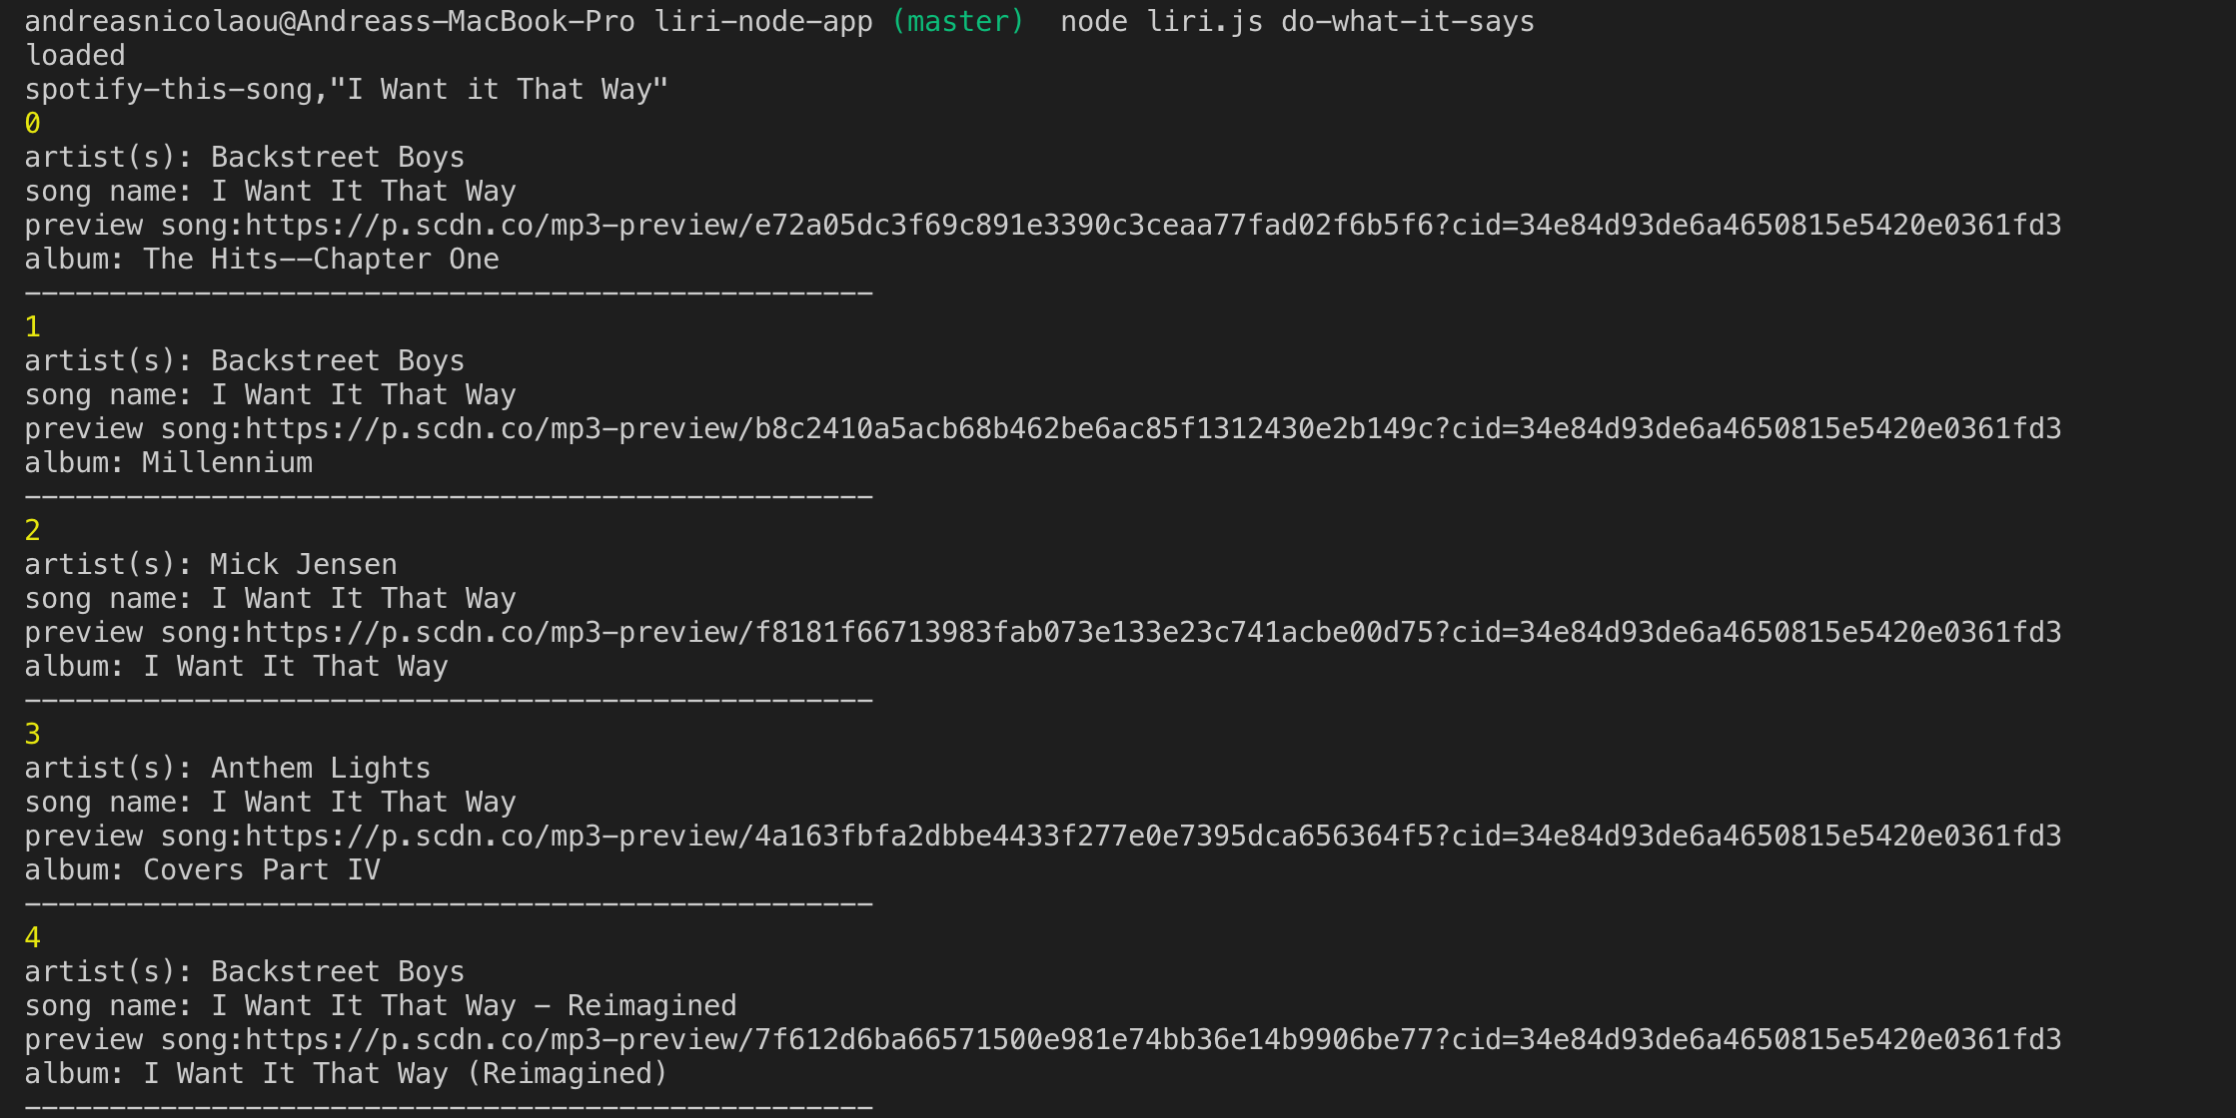 andreasnicolaou@Andreass-MacBook-Pro liri-node-app (master)  node liri.js do-what-it-says
loaded
spotify-this-song,"I Want it That Way"
0
artist(s): Backstreet Boys
song name: I Want It That Way
preview song:https://p.scdn.co/mp3-preview/e72a05dc3f69c891e3390c3ceaa77fad02f6b5f6?cid=34e84d93de6a4650815e5420e0361fd3
album: The Hits--Chapter One
--------------------------------------------------
1
artist(s): Backstreet Boys
song name: I Want It That Way
preview song:https://p.scdn.co/mp3-preview/b8c2410a5acb68b462be6ac85f1312430e2b149c?cid=34e84d93de6a4650815e5420e0361fd3
album: Millennium
--------------------------------------------------
2
artist(s): Mick Jensen
song name: I Want It That Way
preview song:https://p.scdn.co/mp3-preview/f8181f66713983fab073e133e23c741acbe00d75?cid=34e84d93de6a4650815e5420e0361fd3
album: I Want It That Way
--------------------------------------------------
3
artist(s): Anthem Lights
song name: I Want It That Way
preview song:https://p.scdn.co/mp3-preview/4a163fbfa2dbbe4433f277e0e7395dca656364f5?cid=34e84d93de6a4650815e5420e0361fd3
album: Covers Part IV
--------------------------------------------------
4
artist(s): Backstreet Boys
song name: I Want It That Way - Reimagined
preview song:https://p.scdn.co/mp3-preview/7f612d6ba66571500e981e74bb36e14b9906be77?cid=34e84d93de6a4650815e5420e0361fd3
album: I Want It That Way (Reimagined)
--------------------------------------------------